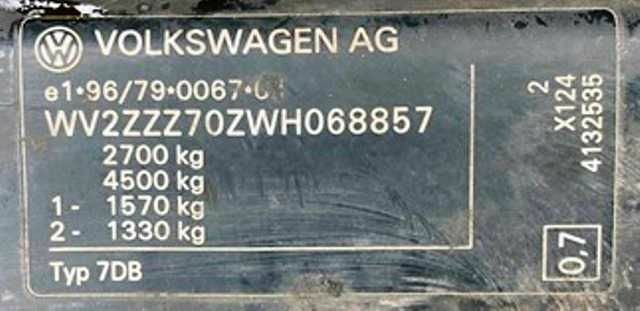 VOLKSWAGEN AG
e1•96/79•0067•
WV2ZZZ70ZWH068857
2700 kg
4500 kg
1- 1570 kg
2- 1330 kg
Typ 7DB
2
X124
4132535
0,7